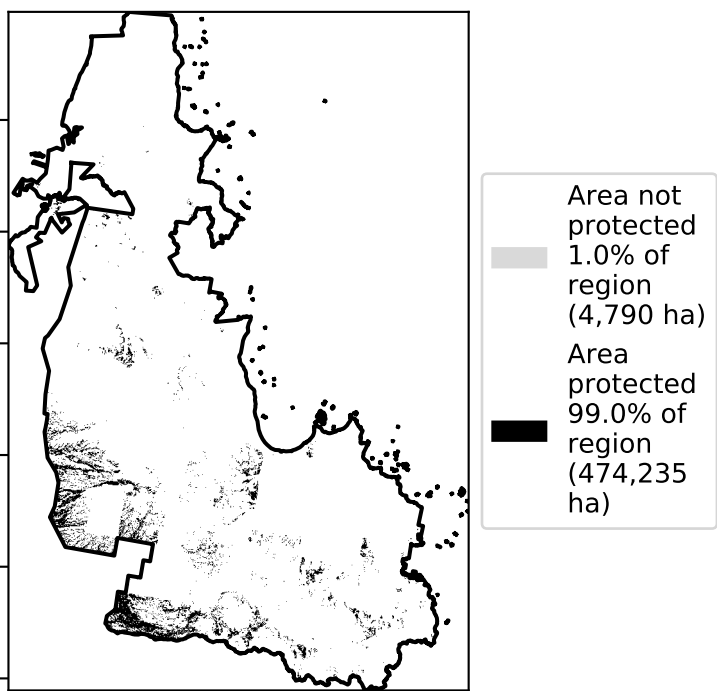 Area not
protected
1.0% of
region
(4,790 ha)
Area
protected
99.0% of
region
(474,235
ha)